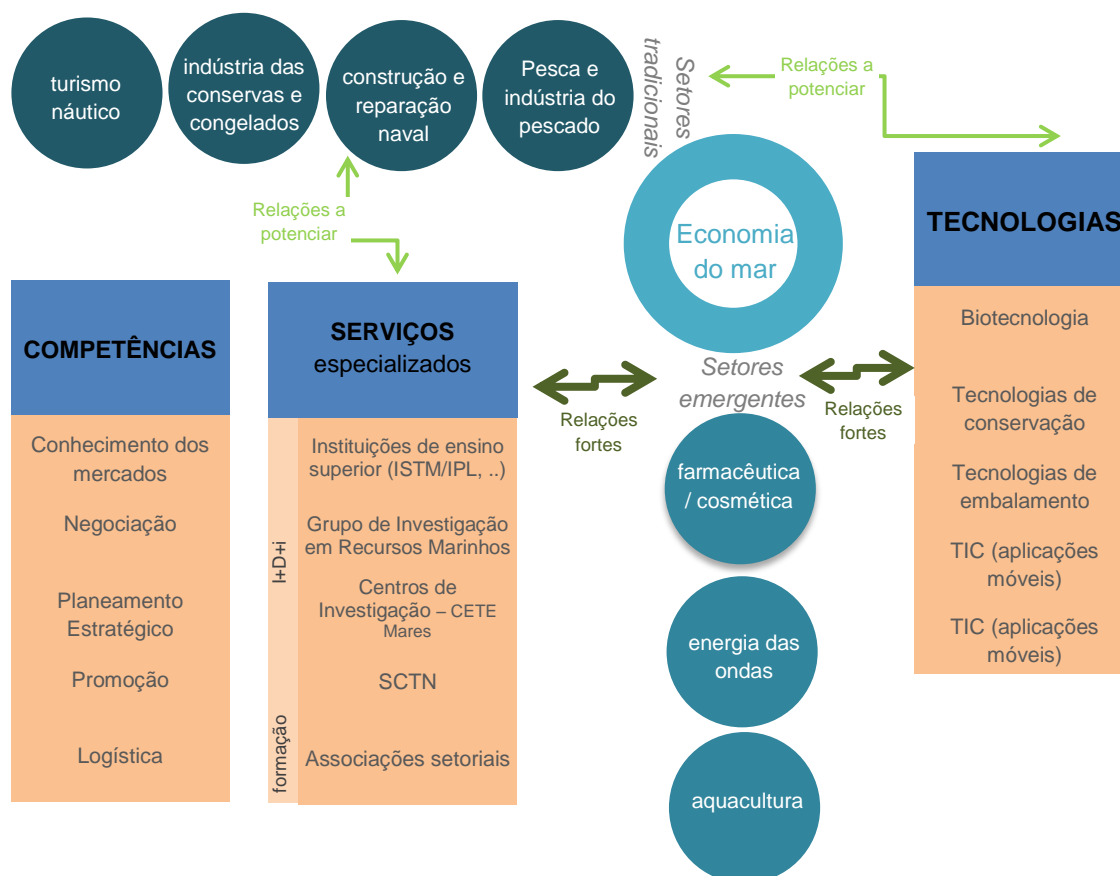 turismo
náutico
indústria das
conservas e
congelados
construção e
reparação
naval
Pesca e
indústria do
pescado
Setores
tradicionais
Relações a
potenciar
Relações a
potenciar
Economia
do mar
TECNOLOGIAS
Biotecnologia
Tecnologias de
conservação
Tecnologias de
embalamento
TIC (aplicações
móveis)
TIC (aplicações
móveis)
COMPETÊNCIAS
Conhecimento dos
mercados
Negociação
Planeamento
Estratégico
Promoção
Logística
SERVIÇOS
especializados
I+D+i
formação
Instituições de ensino
superior (ISTM/IPL, ..)
Grupo de Investigação
em Recursos Marinhos
Centros de
Investigação – CETE
Mares
SCTN
Associações setoriais
Relações
fortes
Setores
emergentes
Relações
fortes
farmacêutica
/ cosmética
energia das
ondas
aquacultura